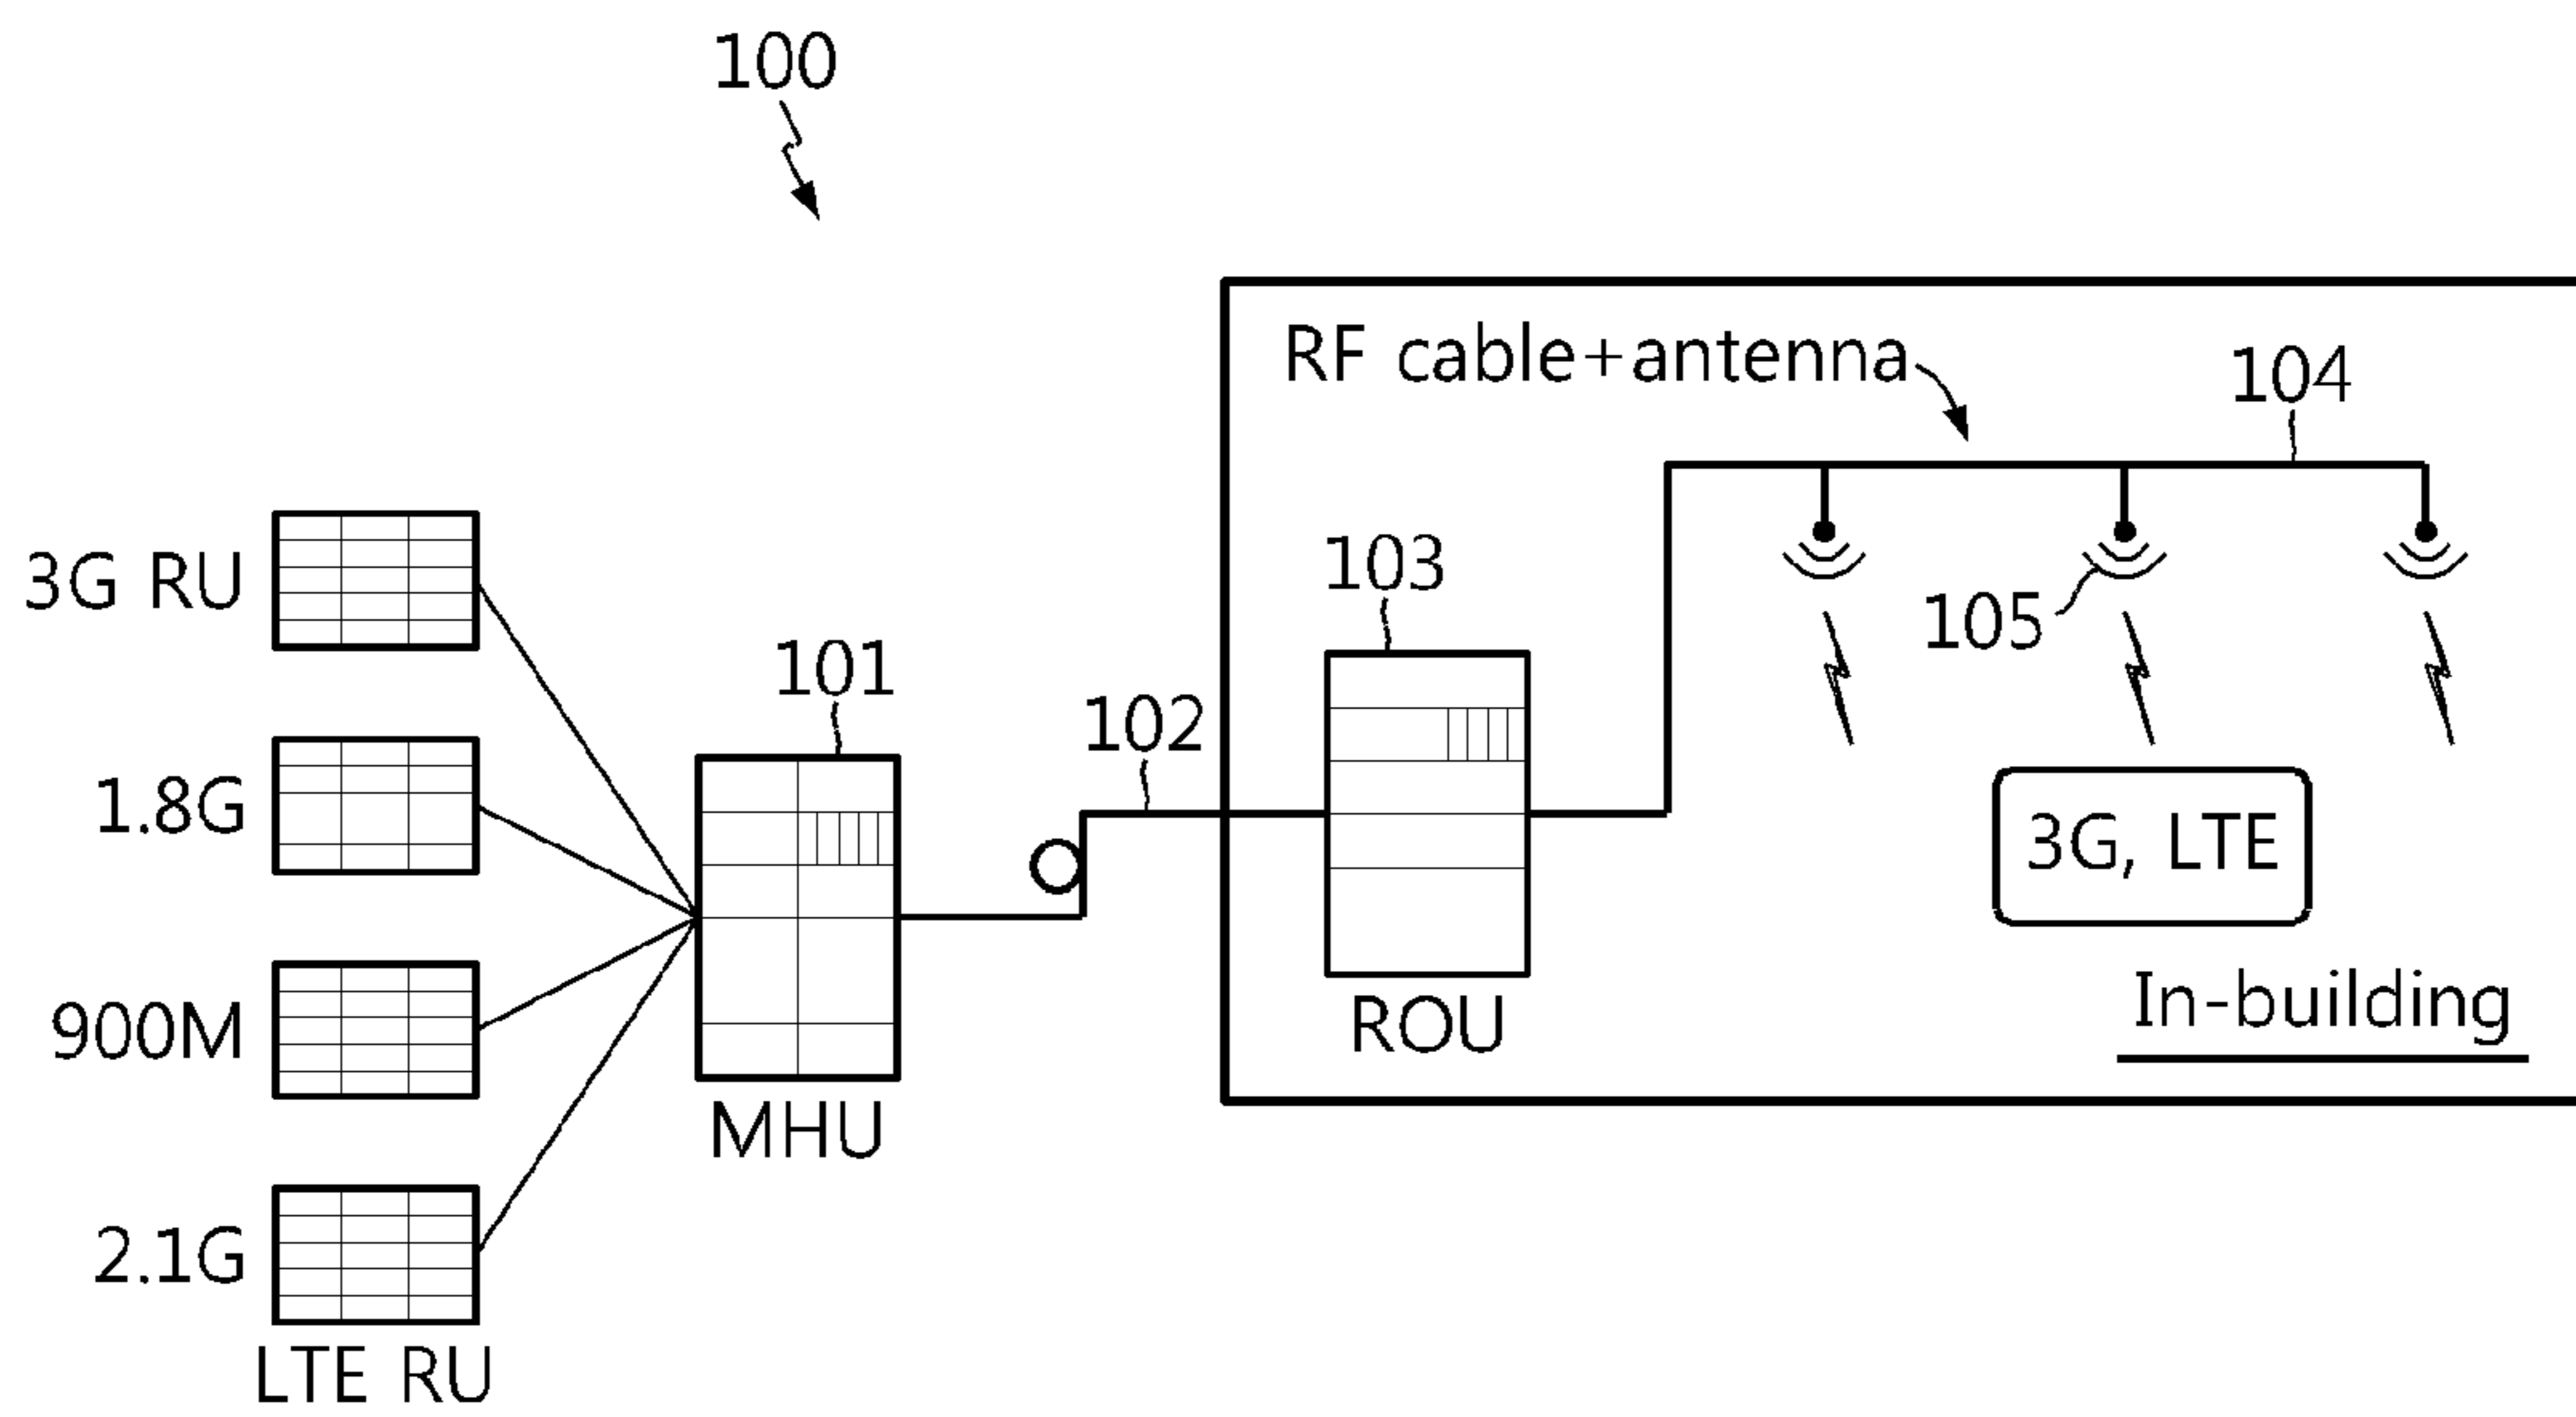 100
RF cable+antenna
104
3G RU
103
105
101
102
1.8G
3G, LTE
In-building
900M
ROU
MHU
2.1G
LTE RU